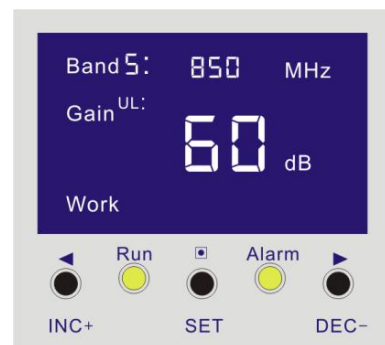 Band 5: 850 MHz
Gain UL:
60 dB
Work
Run Alarm
INC+ SET DEC-